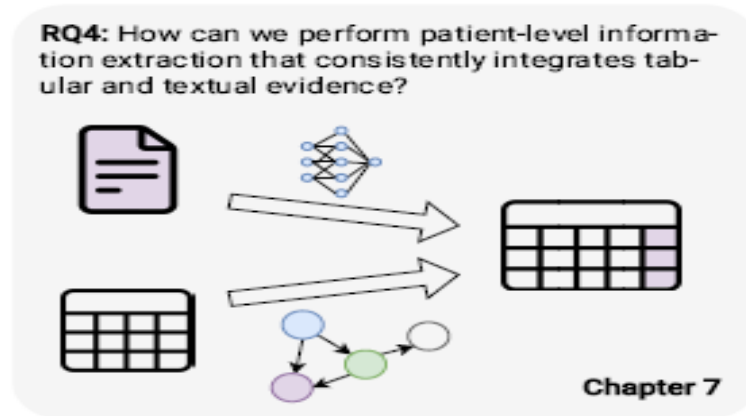 RQ4: How can we perform patient-level informa-
tion extraction that consistently integrates tab-
ular and textual evidence?
Chapter 7